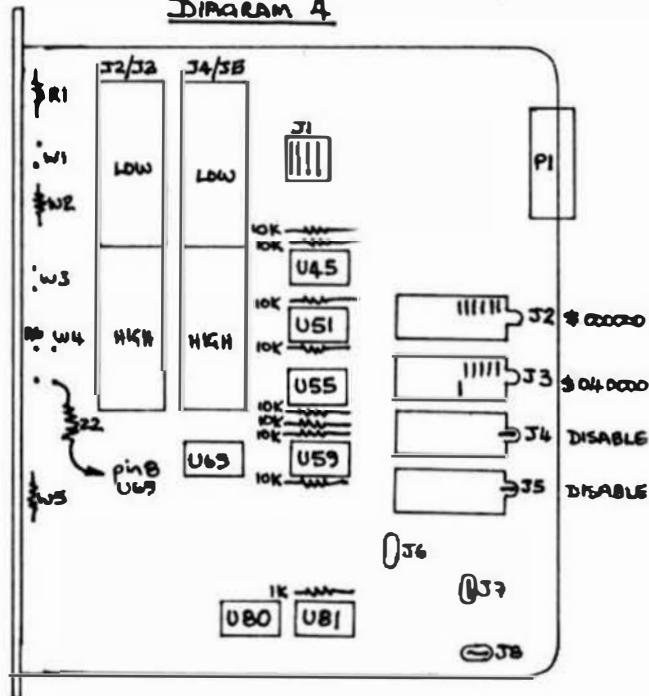 DIAGRAM 4
J2/J3
J4/J5
R1
J1
W1
LOW
LOW
P1
W2
10K
10K
U45
W3
10K
U51
J2 $000000
W4
HIGH
HIGH
10K
J3 $040000
U55
10K
10K
10K
22
J4 DISABLE
pin 8
U69
U69
U59
W5
10K
J5 DISABLE
J6
J7
1K
U80
U81
J8